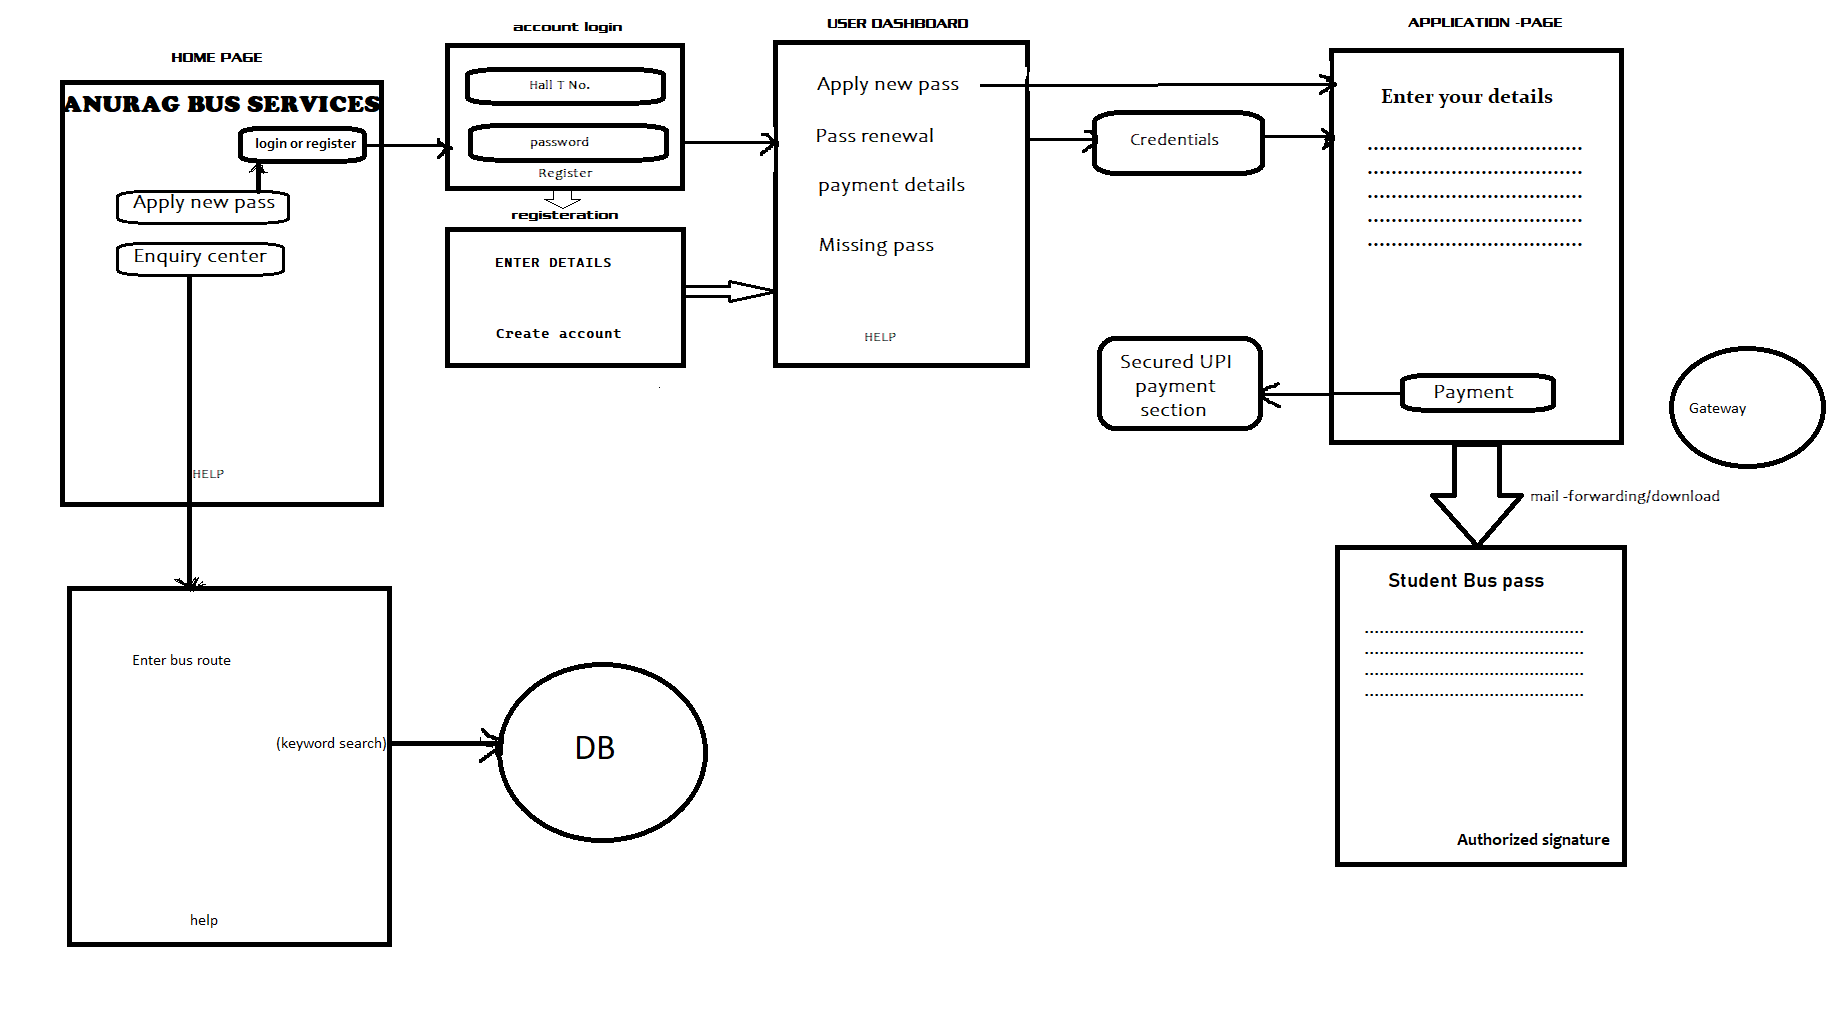 HOME PAGE
ANURAG BUS SERVICES
login or register
Apply new pass
Enquiry center
HELP
account login
Hall T No.
password
Register
registeration
ENTER DETAILS
Create account
USER DASHBOARD
Apply new pass
Pass renewal
payment details
Missing pass
HELP
Credentials
APPLICATION -PAGE
Enter your details
.....................................
.....................................
.....................................
.....................................
.....................................
Payment
Secured UPI
payment
section
Gateway
mail -forwarding/download
Student Bus pass
............................................
............................................
............................................
............................................
Authorized signature
Enter bus route
(keyword search)
help
DB